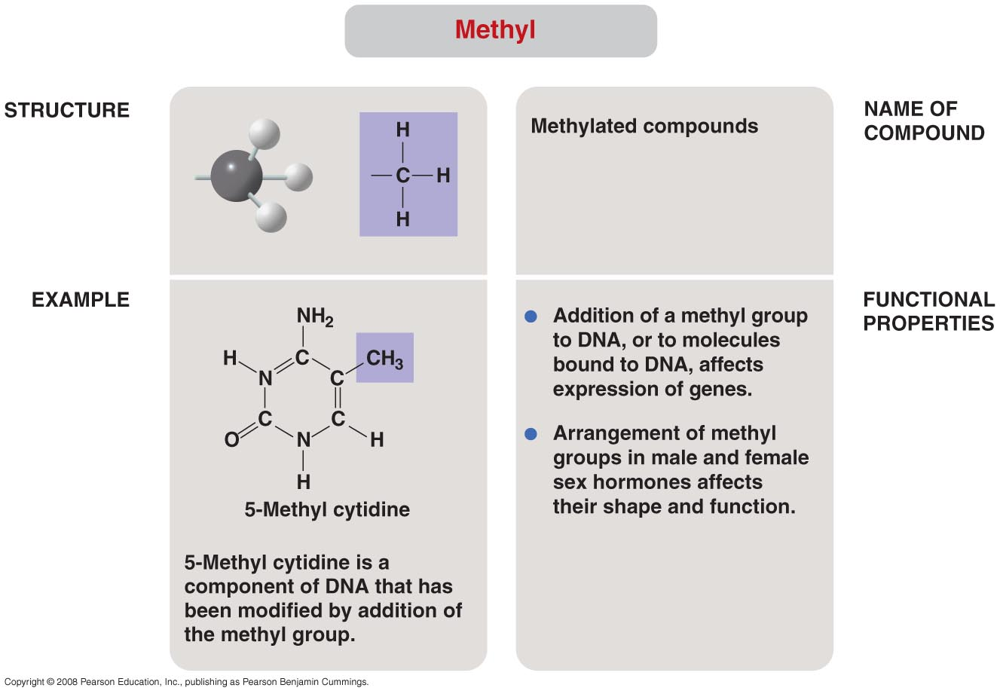 Methyl
STRUCTURE
H
C
H
H
Methylated compounds
NAME OF
COMPOUND
EXAMPLE
NH2
H
N
C
CH3
C
C
C
O
N
H
H
5-Methyl cytidine
5-Methyl cytidine is a
component of DNA that has
been modified by addition of
the methyl group.
Addition of a methyl group
to DNA, or to molecules
bound to DNA, affects
expression of genes.
Arrangement of methyl
groups in male and female
sex hormones affects
their shape and function.
FUNCTIONAL
PROPERTIES
Copyright © 2008 Pearson Education, Inc., publishing as Pearson Benjamin Cummings.